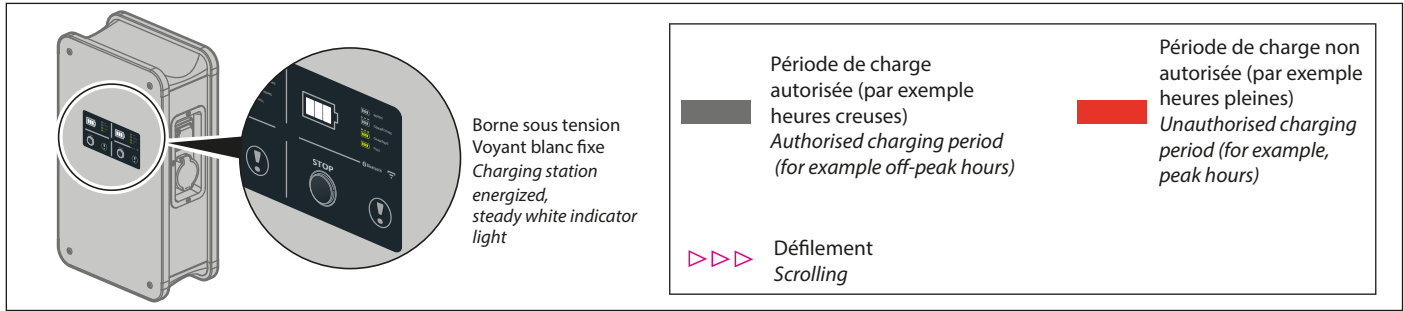 STOP
Bluetooth
Borne sous tension
Voyant blanc fixe
Charging station
energized,
steady white indicator
light
Période de charge
autorisée (par exemple
heures creuses)
Authorised charging period
(for example off-peak hours)
Période de charge non
autorisée (par exemple
heures pleines)
Unauthorised charging
period (for example,
peak hours)
Défilement
Scrolling